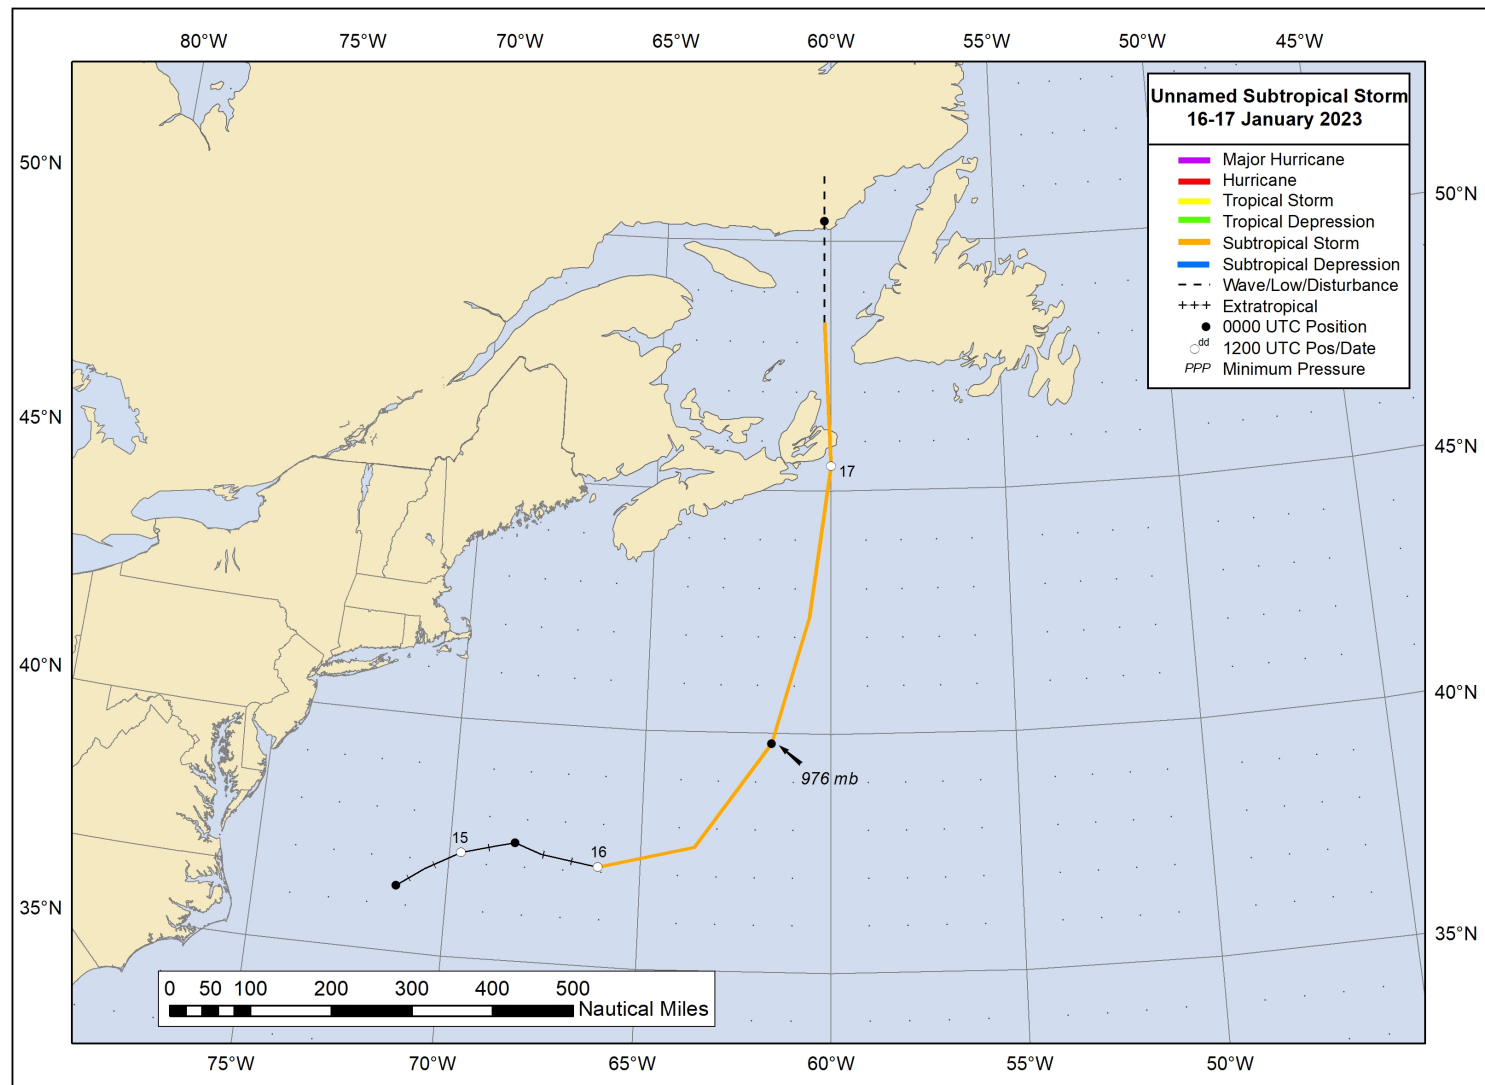 80°W 75°W 70°W 65°W 60°W 55°W 50°W 45°W
Unnamed Subtropical Storm
16-17 January 2023
Major Hurricane
Hurricane
Tropical Storm
Tropical Depression
Subtropical Storm
Subtropical Depression
Wave/Low/Disturbance
+++ Extratropical
0000 UTC Position
dd 1200 UTC Pos/Date
PPP Minimum Pressure
50°N
50°N
45°N
45°N
17
40°N
40°N
976 mb
15
16
35°N
35°N
0 50 100 200 300 400 500
Nautical Miles
75°W 70°W 65°W 60°W 55°W 50°W